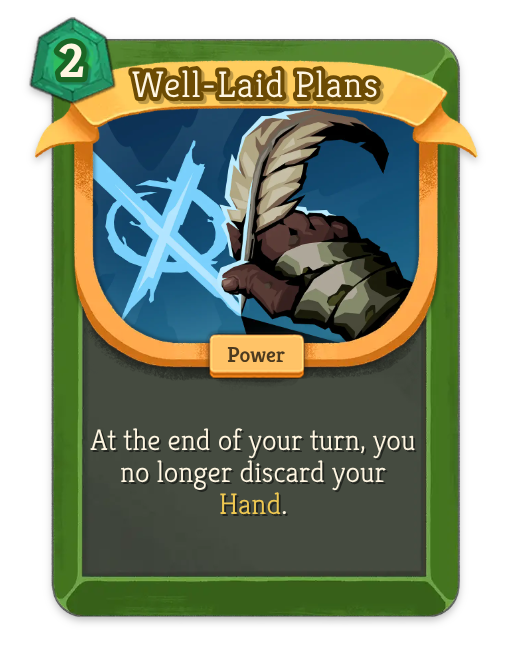 2
Well-Laid Plans
Power
At the end of your turn, you
no longer discard your
Hand.